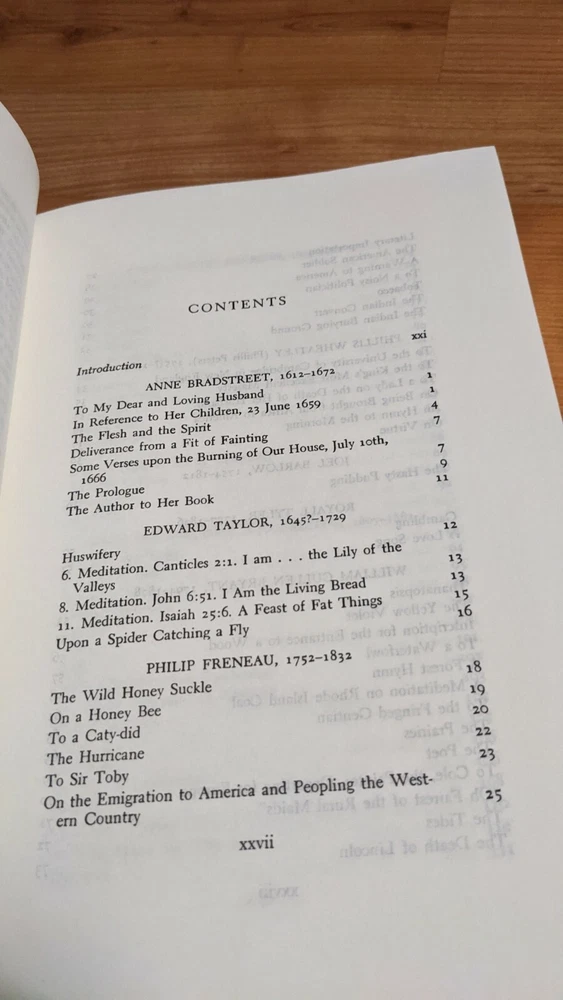 CONTENTS
Introduction xxi
ANNE BRADSTREET, 1612–1672
To My Dear and Loving Husband 1
In Reference to Her Children, 23 June 1659 1
The Flesh and the Spirit 4
Deliverance from a Fit of Fainting 7
Some Verses upon the Burning of Our House, July 10th,
1666 7
The Prologue 9
The Author to Her Book 11
EDWARD TAYLOR, 1645?–1729
Huswifery 12
6. Meditation. Canticles 2:1. I am . . . the Lily of the
Valleys 13
8. Meditation. John 6:51. I Am the Living Bread 13
11. Meditation. Isaiah 25:6. A Feast of Fat Things 15
Upon a Spider Catching a Fly 16
PHILIP FRENEAU, 1752–1832
The Wild Honey Suckle 18
On a Honey Bee 19
To a Caty-did 20
The Hurricane 22
To Sir Toby 23
On the Emigration to America and Peopling the West-
ern Country 25
xxvii